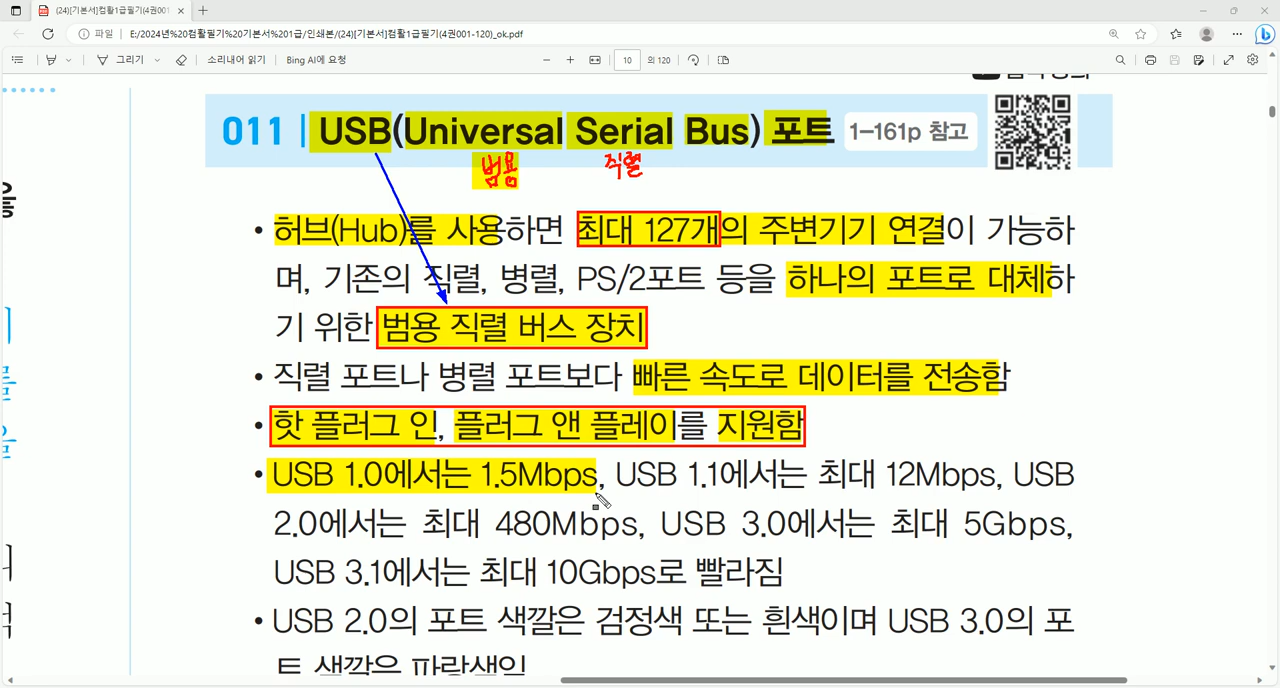 (24)[기본서]컴활1급필기(4권001
파일
E:/2024년%20컴활필기%20기본서%201급/인쇄본/(24)[기본서]컴활1급필기(4권001-120)_ok.pdf
그리기
소리내어 읽기
Bing AI에 요청
10
의 120
011 USB(Universal Serial Bus) 포트 1-161p 참고
범용 직렬
• 허브(Hub)를 사용하면 최대 127개의 주변기기 연결이 가능하
며, 기존의 직렬, 병렬, PS/2포트 등을 하나의 포트로 대체하
기 위한 범용 직렬 버스 장치
• 직렬 포트나 병렬 포트보다 빠른 속도로 데이터를 전송함
• 핫 플러그 인, 플러그 앤 플레이를 지원함
• USB 1.0에서는 1.5Mbps, USB 1.1에서는 최대 12Mbps, USB
2.0에서는 최대 480Mbps, USB 3.0에서는 최대 5Gbps,
USB 3.1에서는 최대 10Gbps로 빨라짐
• USB 2.0의 포트 색깔은 검정색 또는 흰색이며 USB 3.0의 포
트 색깔은 파랑색임